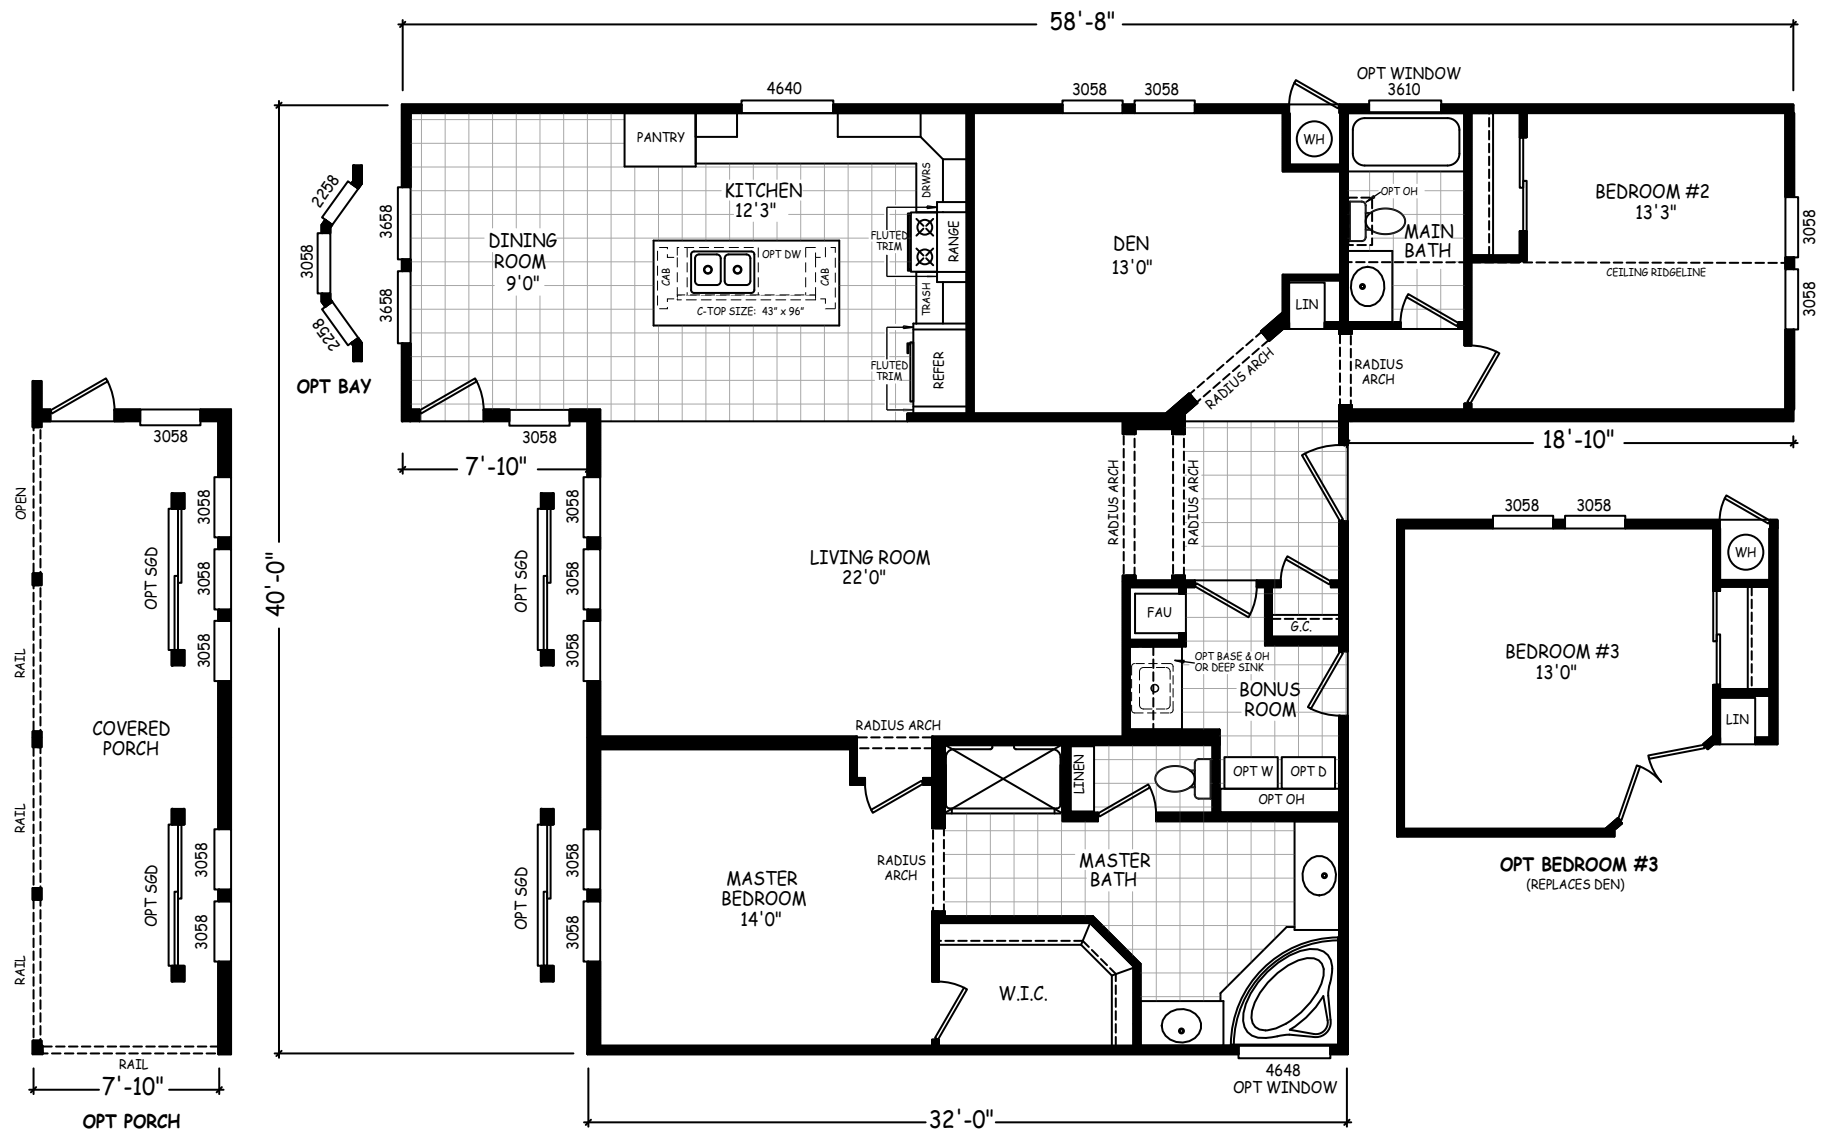 58'-8"
OPT WINDOW
4640
3058
3058
3610
PANTRY
WH
2258
3058
2258
OPT BAY
3658
3658
DINING
ROOM
9'0"
KITCHEN
12'3"
DRWRS
FLUTED
TRIM
RANGE
OPT DW
CAB
CAB
C-TOP SIZE: 43" x 96"
TRASH
FLUTED
TRIM
REFER
DEN
13'0"
LIN
OPT OH
MAIN
BATH
BEDROOM #2
13'3"
CEILING RIDGELINE
3058
3058
RADIUS ARCH
RADIUS
ARCH
3058
7'-10"
18'-10"
40'-0"
3058
OPEN
RAIL
RAIL
RAIL
RAIL
OPT SGD
3058
3058
3058
COVERED
PORCH
OPT SGD
3058
3058
7'-10"
OPT PORCH
OPT SGD
3058
3058
3058
OPT SGD
3058
3058
LIVING ROOM
22'0"
RADIUS ARCH
RADIUS ARCH
FAU
G.C.
OPT BASE & OH
OR DEEP SINK
BONUS
ROOM
RADIUS ARCH
LINEN
OPT W
OPT D
OPT OH
RADIUS
ARCH
MASTER
BATH
MASTER
BEDROOM
14'0"
W.I.C.
4648
OPT WINDOW
32'-0"
3058
3058
WH
BEDROOM #3
13'0"
LIN
OPT BEDROOM #3
(REPLACES DEN)